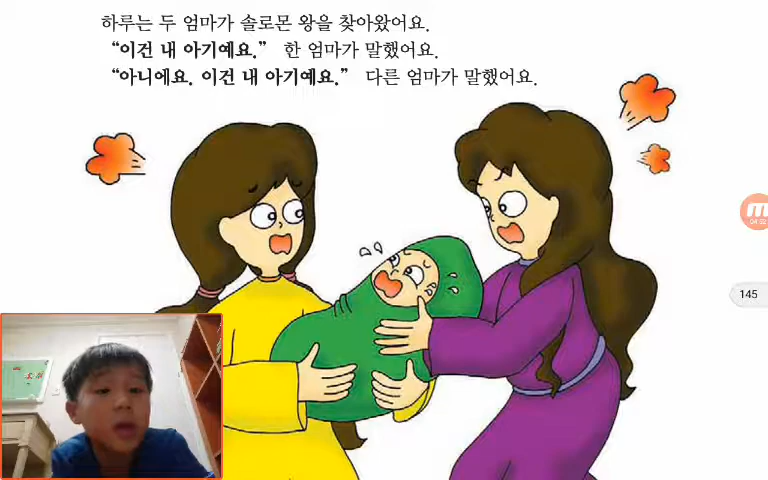 하루는 두 엄마가 솔로몬 왕을 찾아왔어요.
“이건 내 아기예요.” 한 엄마가 말했어요.
“아니에요. 이건 내 아기예요.” 다른 엄마가 말했어요.
145